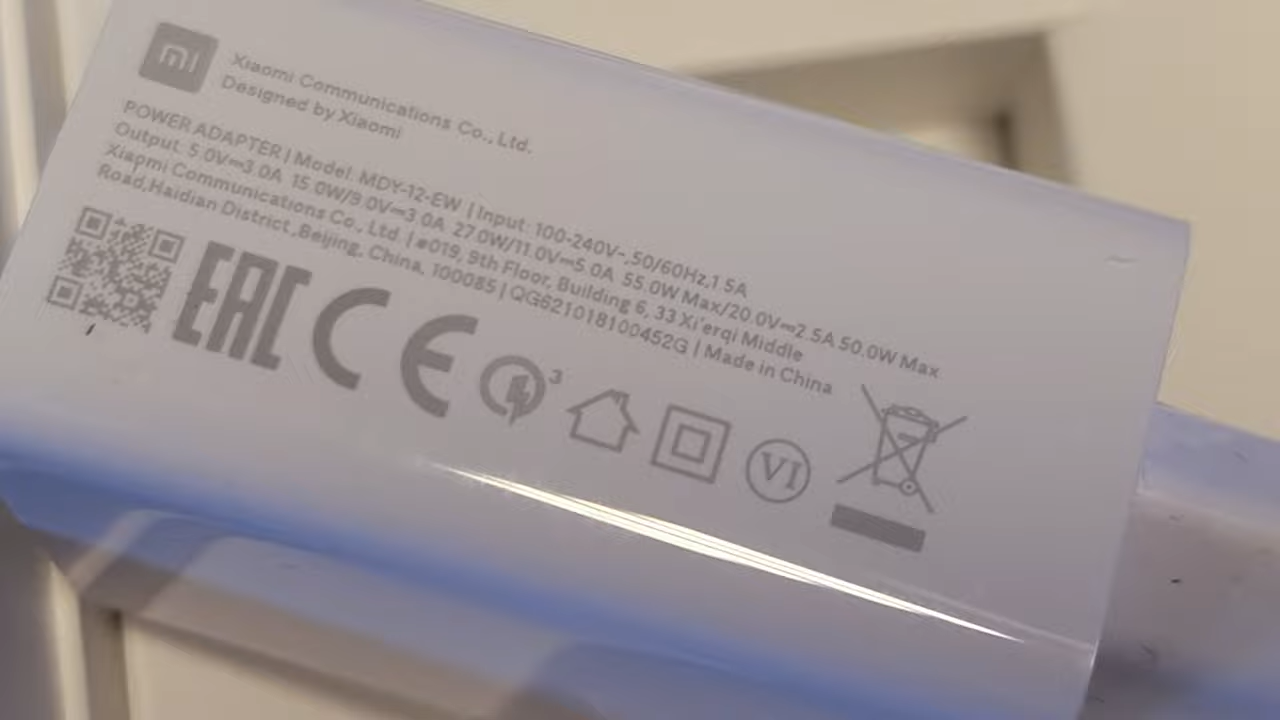 mi
Xiaomi Communications Co., Ltd.
Designed by Xiaomi
POWER ADAPTER | Model: MDY-12-EW | Input: 100-240V~,50/60Hz,1.5A
Output: 5.0V⎓3.0A 15.0W/9.0V⎓3.0A 27.0W/11.0V⎓5.0A 55.0W Max/20.0V⎓2.5A 50.0W Max
Xiaomi Communications Co., Ltd. | #019, 9th Floor, Building 6, 33 Xi'erqi Middle
Road,Haidian District ,Beijing, China, 100085 | QG621018100452G | Made in China
EAC CE 3 VI